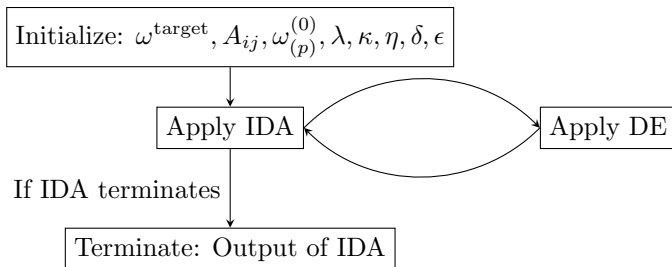 Initialize: ω^target, A_ij, ω_(p)^(0), λ, κ, η, δ, ϵ
Apply IDA
Apply DE
If IDA terminates
Terminate: Output of IDA